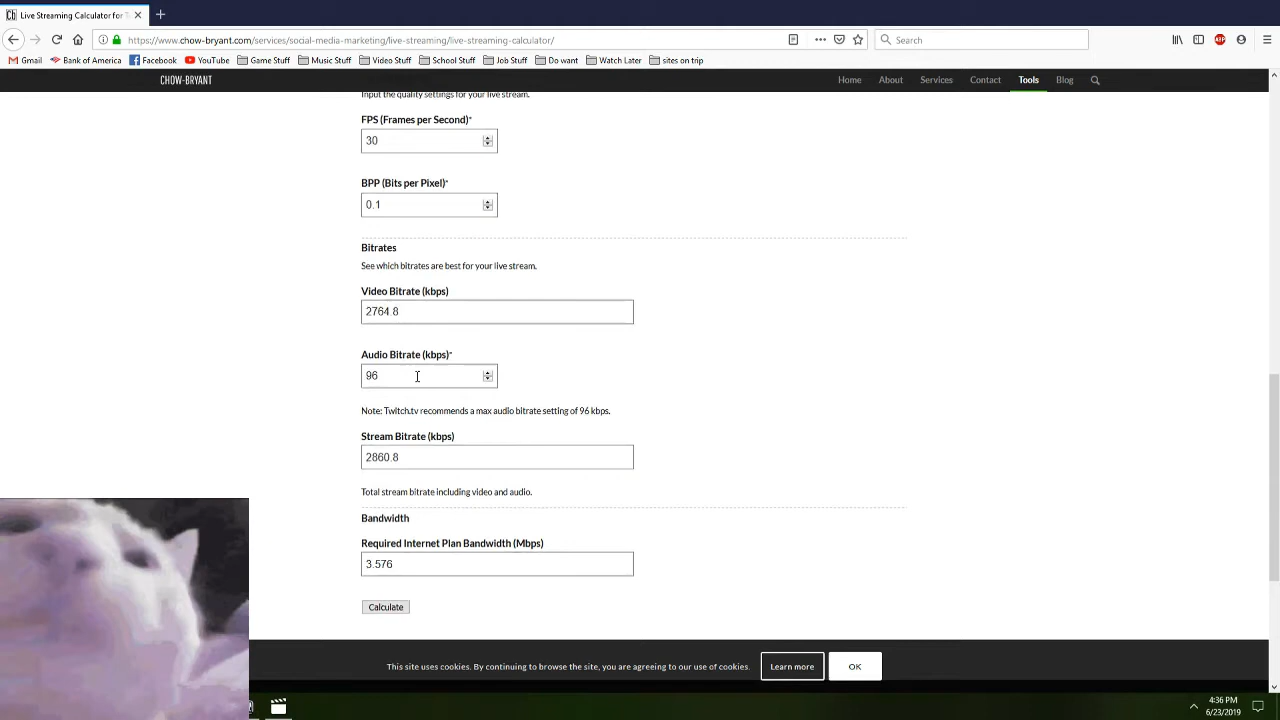 Live Streaming Calculator for T
https://www.chow-bryant.com/services/social-media-marketing/live-streaming/live-streaming-calculator/
Search
Gmail Bank of America Facebook YouTube Game Stuff Music Stuff Video Stuff School Stuff Job Stuff Do want Watch Later sites on trip
CHOW-BRYANT Home About Services Contact Tools Blog
Input the quality settings for your live stream.
FPS (Frames per Second)*
30
BPP (Bits per Pixel)*
0.1
Bitrates
See which bitrates are best for your live stream.
Video Bitrate (kbps)
2764.8
Audio Bitrate (kbps)*
96
Note: Twitch.tv recommends a max audio bitrate setting of 96 kbps.
Stream Bitrate (kbps)
2860.8
Total stream bitrate including video and audio.
Bandwidth
Required Internet Plan Bandwidth (Mbps)
3.576
Calculate
This site uses cookies. By continuing to browse the site, you are agreeing to our use of cookies. Learn more OK
4:36 PM
6/23/2019